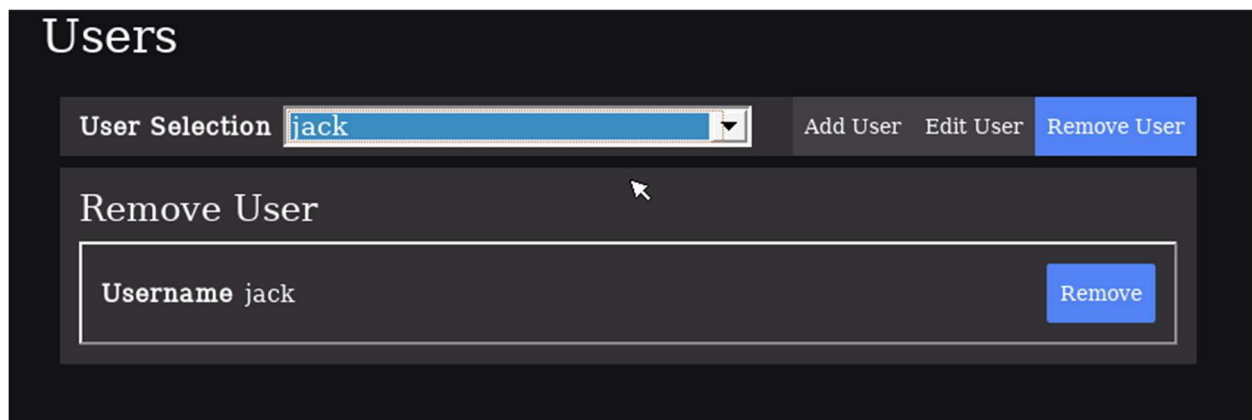 Users
User Selection jack Add User Edit User Remove User
Remove User
Username jack Remove